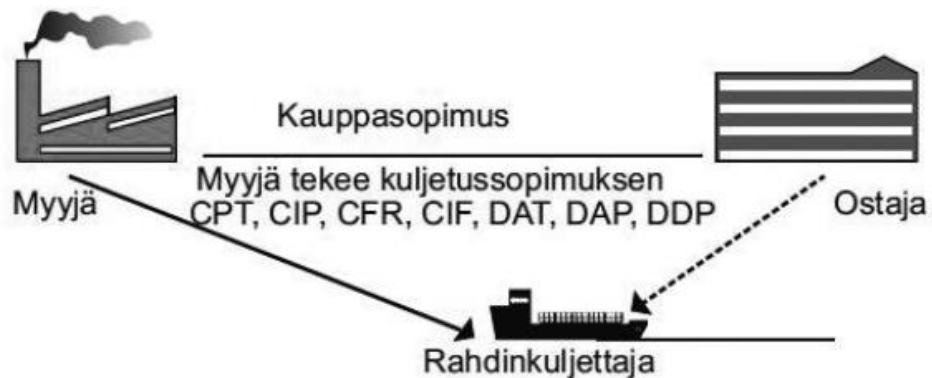 Kauppasopimus
Myyjä tekee kuljetussopimuksen
CPT, CIP, CFR, CIF, DAT, DAP, DDP
Myyjä
Ostaja
Rahdinkuljettaja